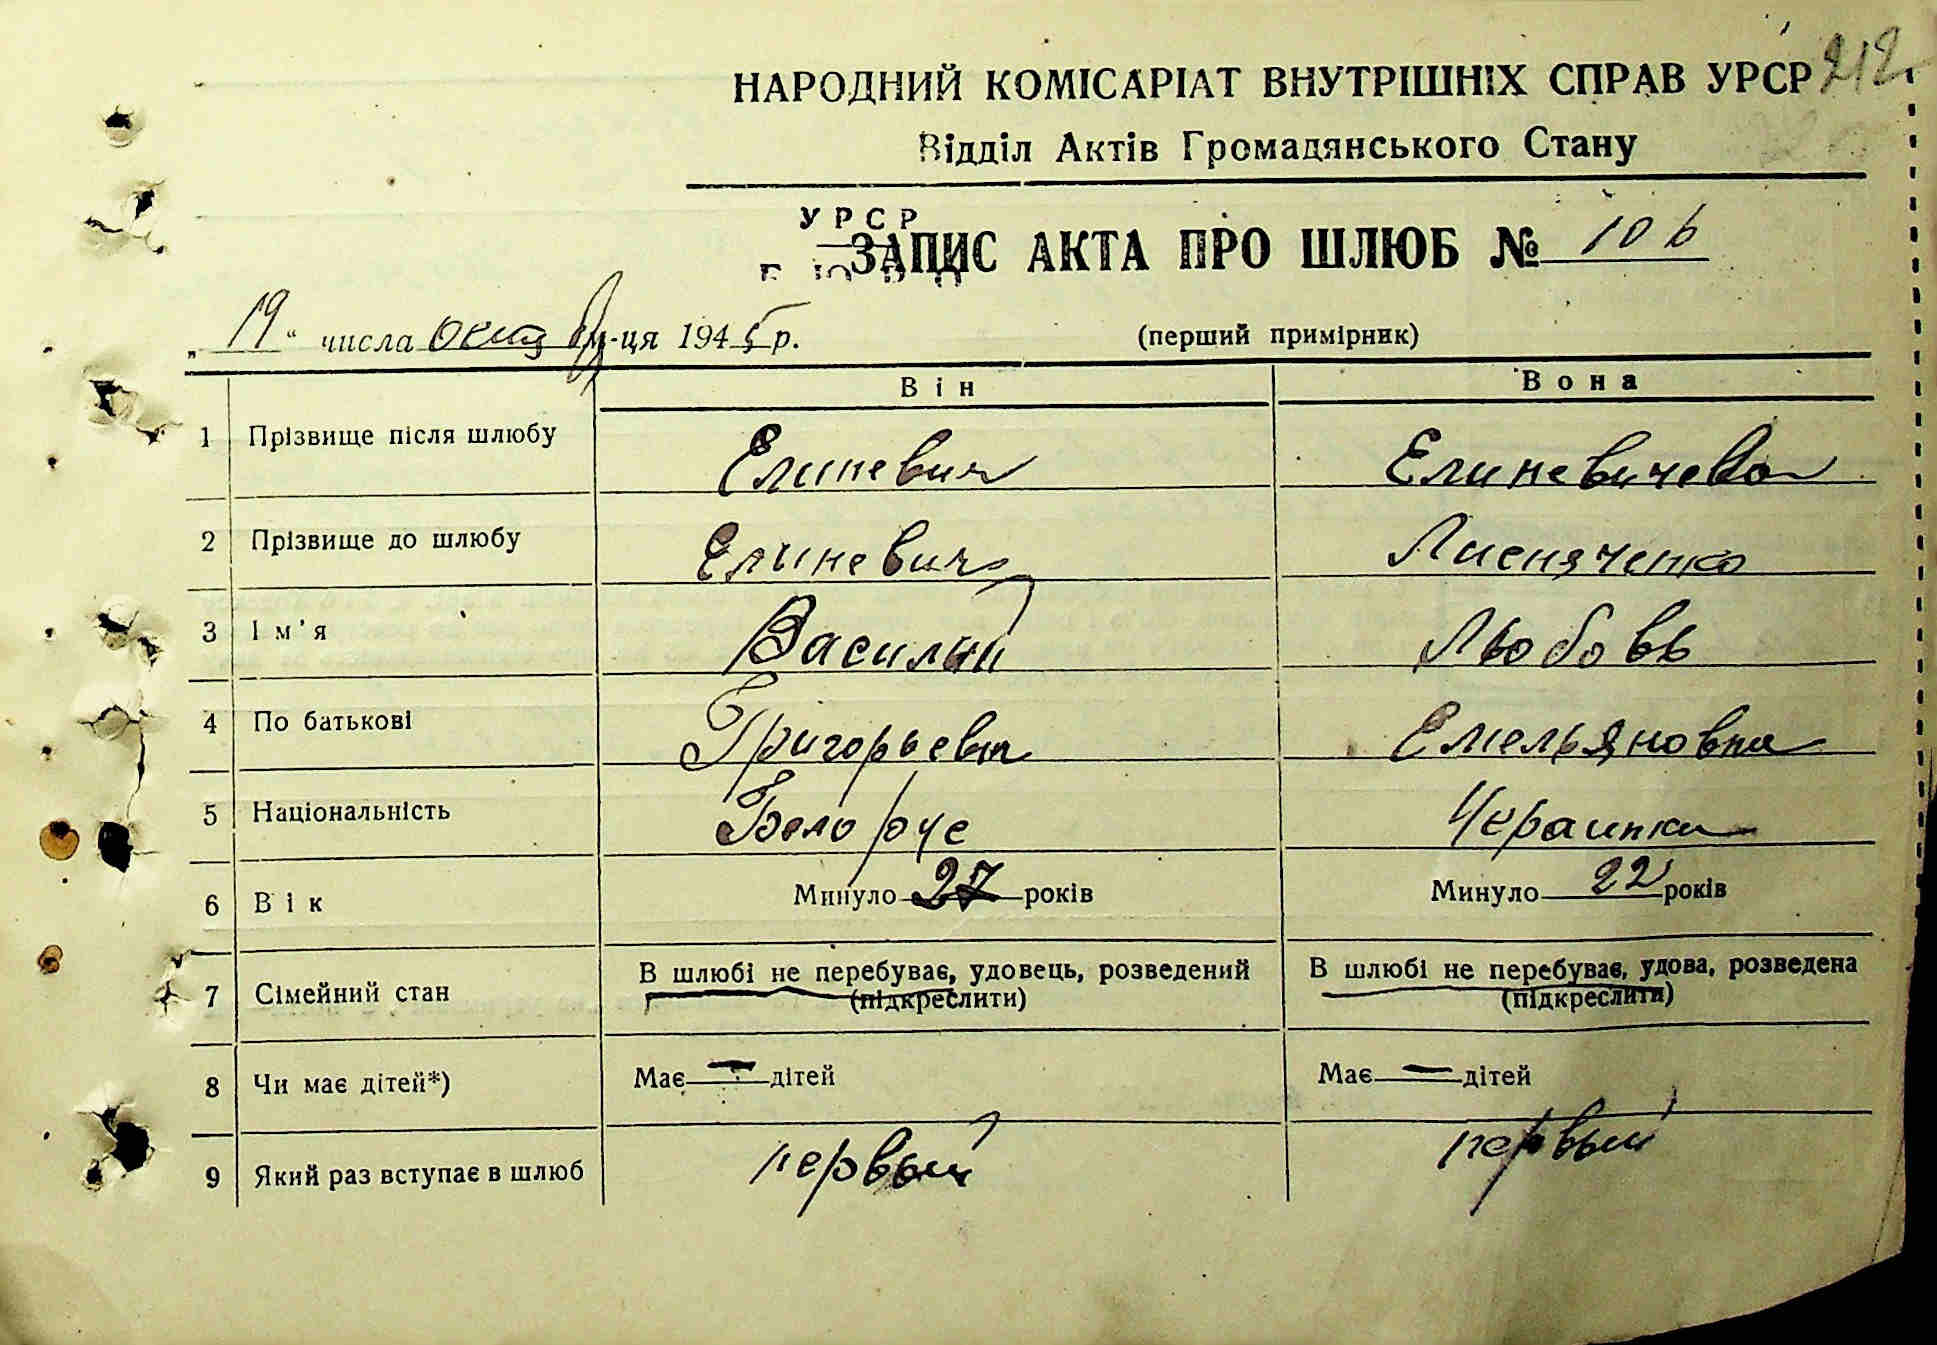 212
НАРОДНИЙ КОМІСАРІАТ ВНУТРІШНІХ СПРАВ УРСР
Відділ Актів Громадянського Стану
УРСР
ЗАПИС АКТА ПРО ШЛЮБ № 106
„19" числа октяб м-ця 1945 р. (перший примірник)
Він Вона
1 Прізвище після шлюбу Елиневич Елиневичева
2 Прізвище до шлюбу Елиневич Лисняченко
3 Ім'я Василий Любовь
4 По батькові Григорьевич Емельяновна
5 Національність Белорус Украинка
6 Вік Минуло 27 років Минуло 22 років
7 Сімейний стан В шлюбі не перебуває, удовець, розведений В шлюбі не перебуває, удова, розведена
(підкреслити) (підкреслити)
8 Чи має дітей*) Має — дітей Має — дітей
9 Який раз вступає в шлюб первый первый